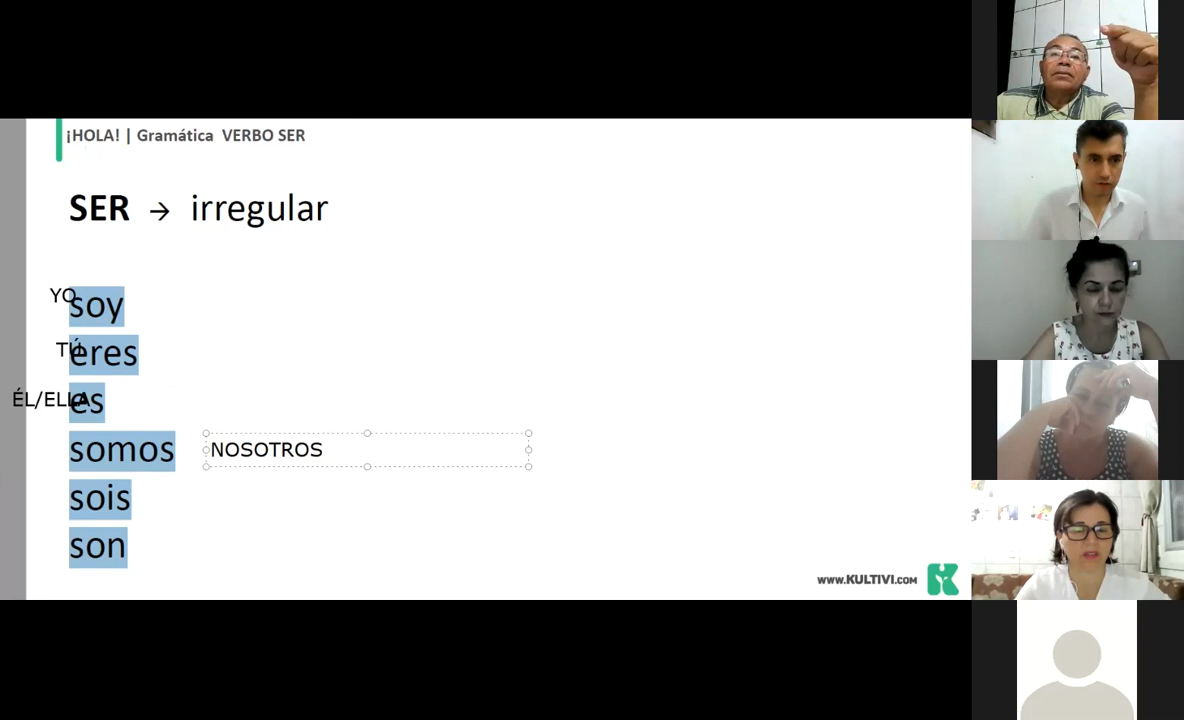 ¡HOLA! | Gramática VERBO SER
SER → irregular
YO soy
TÚ eres
ÉL/ELLA es
somos NOSOTROS
sois
son
www.KULTIVI.com